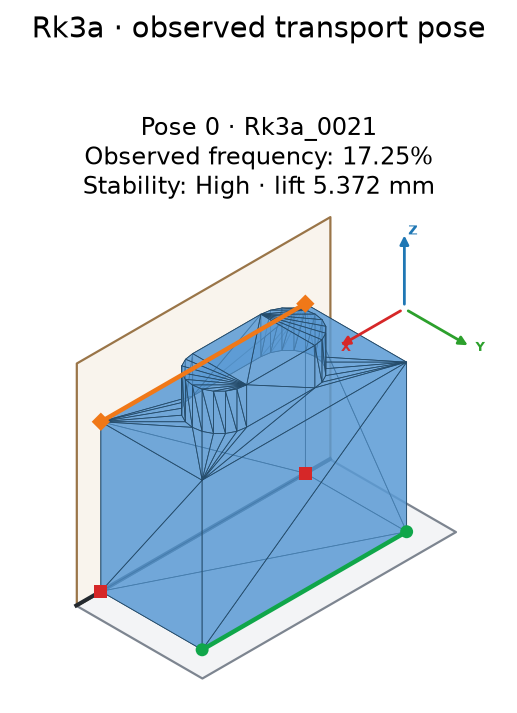 Rk3a · observed transport pose
Pose 0 · Rk3a_0021
Observed frequency: 17.25%
Stability: High · lift 5.372 mm
Z
X
Y